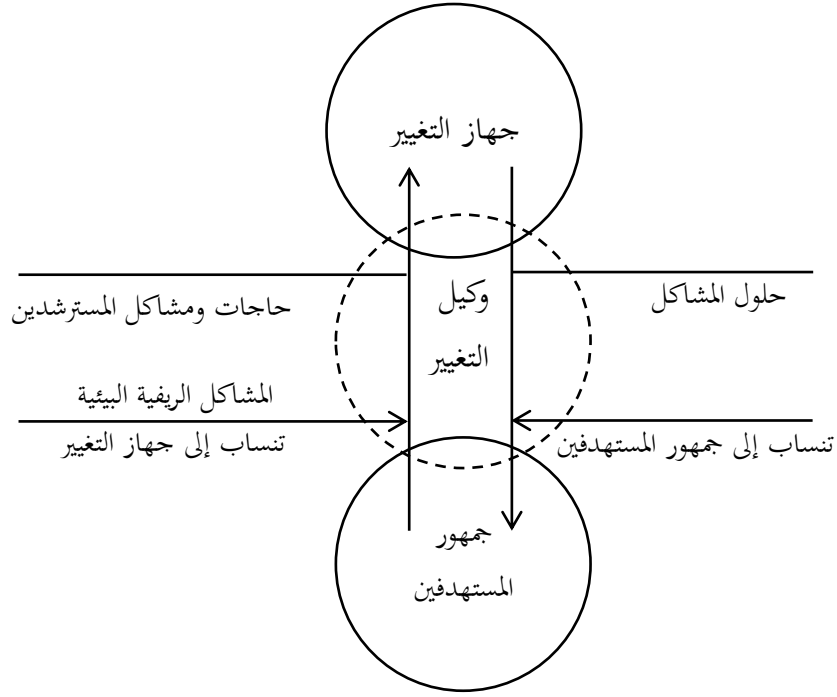 جهاز التغيير
وكيل
التغيير
حلول المشاكل
حاجات ومشاكل المسترشدين
المشاكل الريفية البيئية
تنساب إلى جمهور المستهدفين
تنساب إلى جهاز التغيير
جمهور
المستهدفين